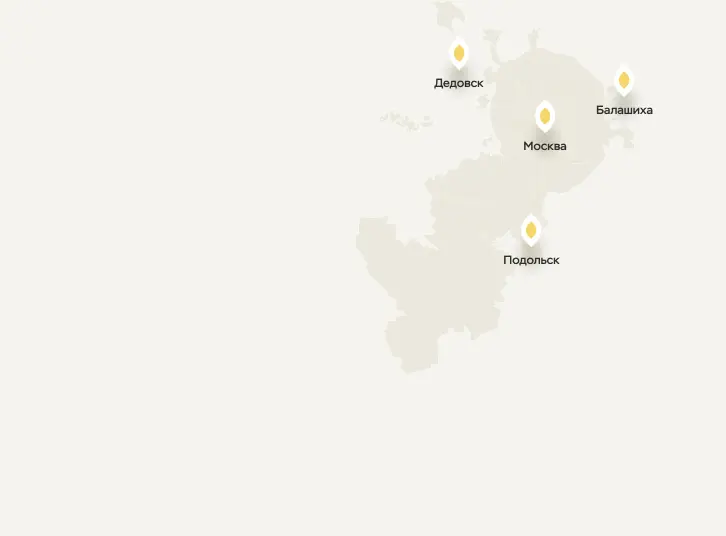 Дедовск
Балашиха
Москва
Подольск